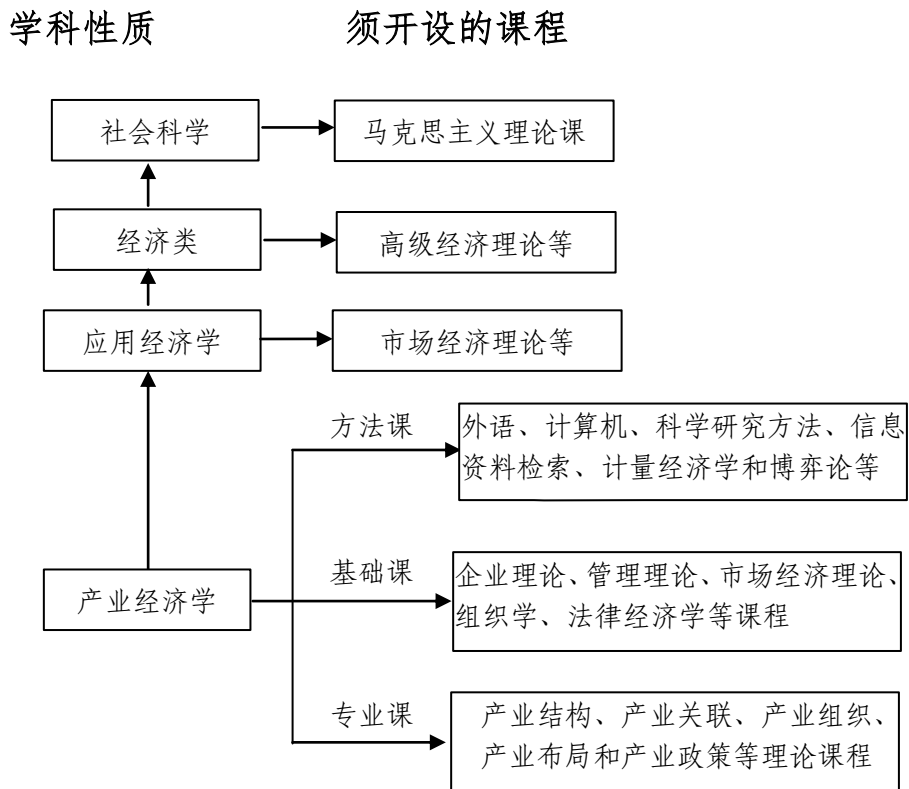 学科性质 须开设的课程
社会科学 马克思主义理论课
经济类 高级经济理论等
应用经济学 市场经济理论等
方法课
外语、计算机、科学研究方法、信息
资料检索、计量经济学和博弈论等
产业经济学
基础课
企业理论、管理理论、市场经济理论、
组织学、法律经济学等课程
专业课
产业结构、产业关联、产业组织、
产业布局和产业政策等理论课程